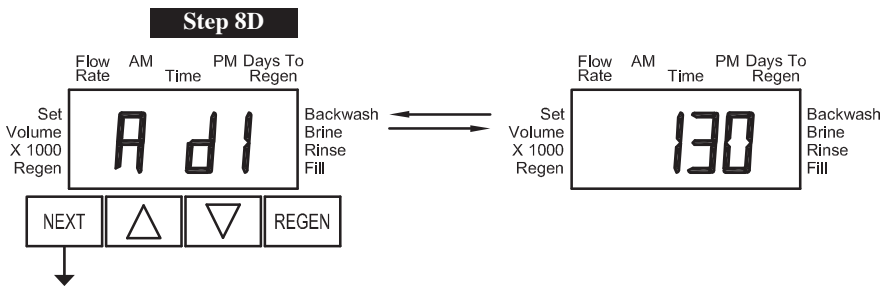 Step 8D
Flow Rate AM Time PM Days To Regen
Set Volume X 1000 Regen
A d1
Backwash Brine Rinse Fill
NEXT REGEN
Flow Rate AM Time PM Days To Regen
Set Volume X 1000 Regen
130
Backwash Brine Rinse Fill